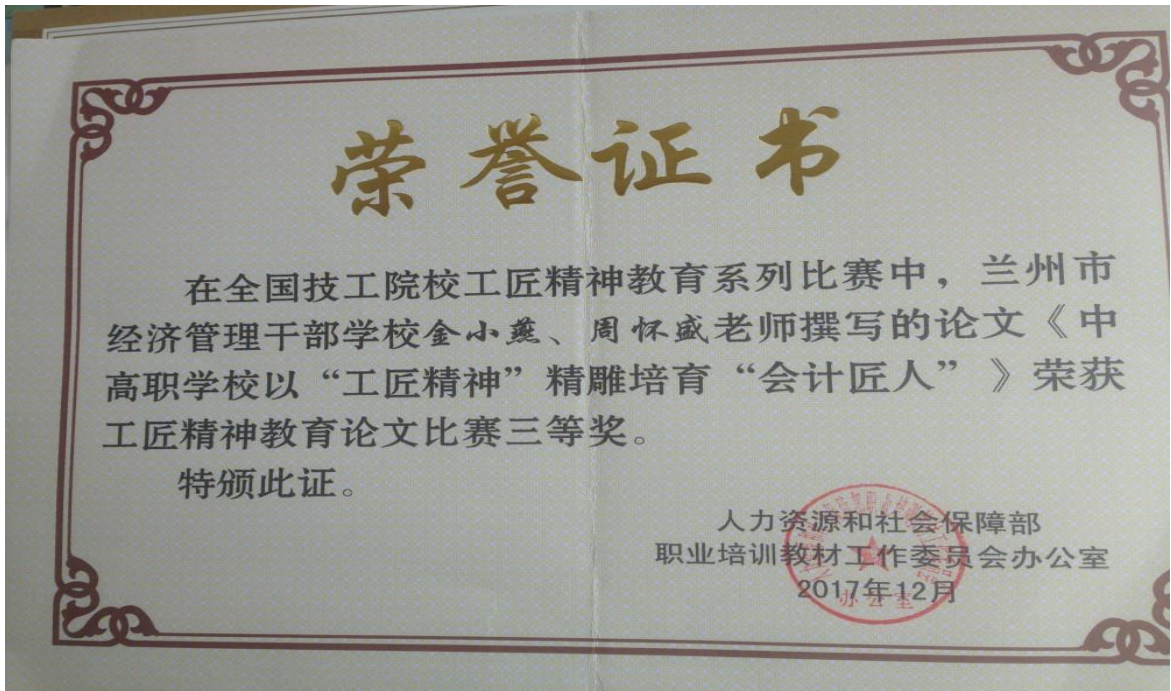 荣誉证书
在全国技工院校工匠精神教育系列比赛中，兰州市
经济管理干部学校金小燕、周怀盛老师撰写的论文《中
高职学校以“工匠精神”精雕培育“会计匠人”》荣获
工匠精神教育论文比赛三等奖。
特颁此证。
人力资源和社会保障部
职业培训教材工作委员会办公室
2017年12月
办公室